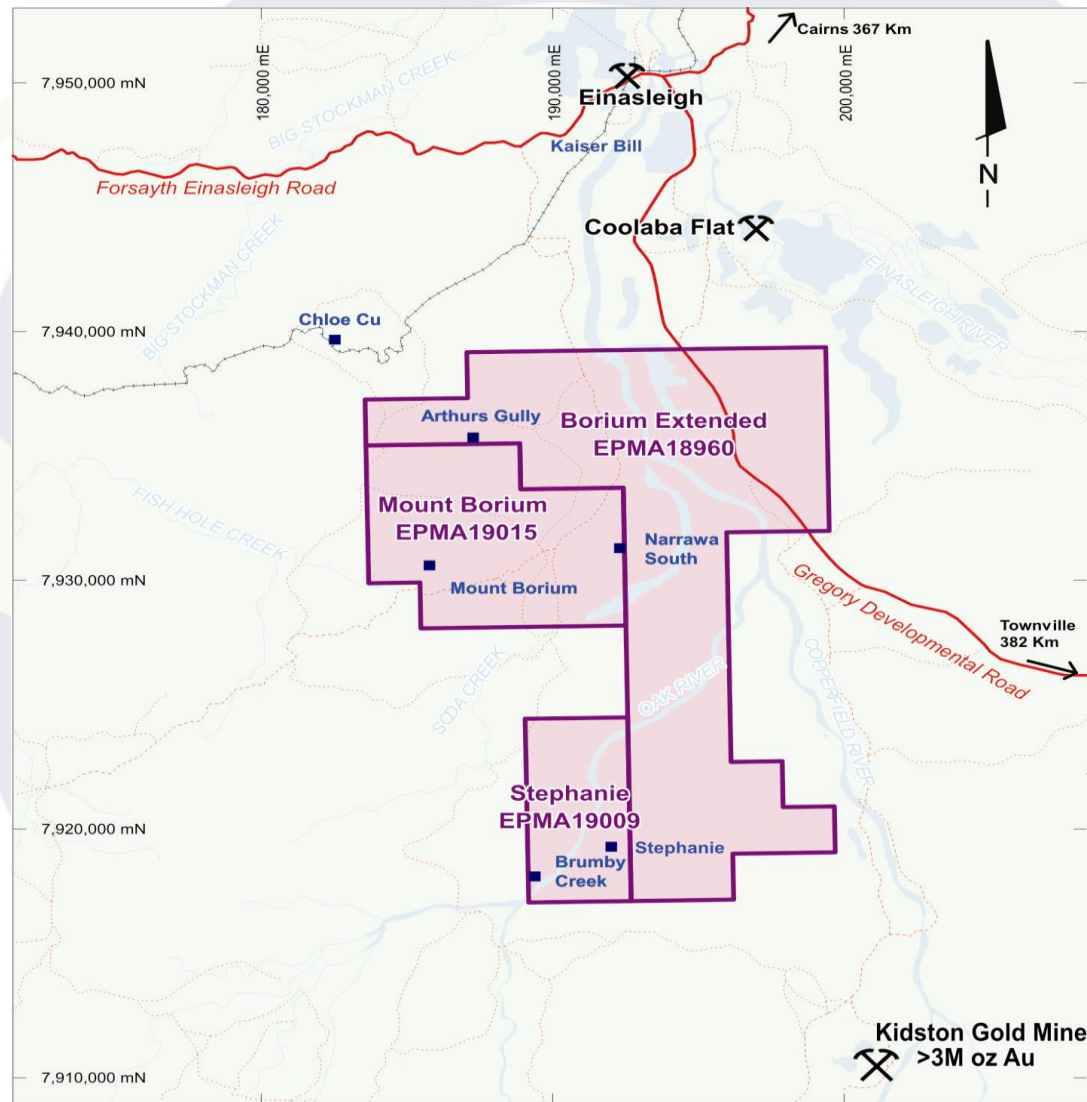 Cairns 367 Km
180,000 mE
190,000 mE
200,000 mE
7,950,000 mN
BIG STOCKMAN CREEK
Einasleigh
Kaiser Bill
N
Forsayth Einasleigh Road
Coolaba Flat
BIG STOCKMAN CREEK
EINASLEIGH RIVER
Chloe Cu
7,940,000 mN
Arthurs Gully
Borium Extended
EPMA18960
Mount Borium
EPMA19015
FISH HOLE CREEK
Narrawa
South
7,930,000 mN
Mount Borium
Gregory Developmental Road
Townville
382 Km
SODA CREEK
OAK RIVER
COPPERFIELD RIVER
Stephanie
EPMA19009
7,920,000 mN
Stephanie
Brumby
Creek
Kidston Gold Mine
>3M oz Au
7,910,000 mN